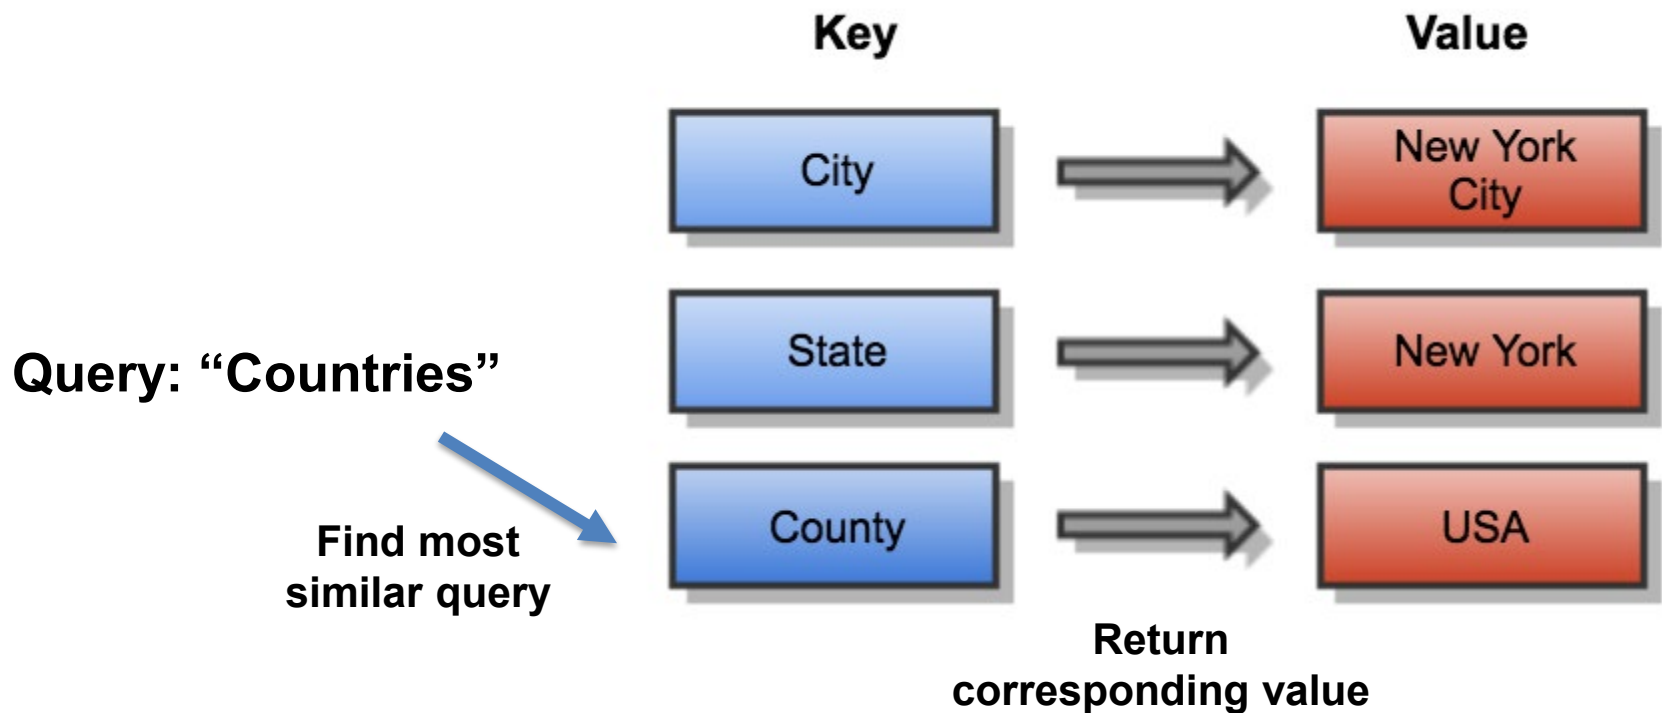 Key
Value
City
New York
City
State
New York
Query: “Countries”
County
USA
Find most
similar query
Return
corresponding value